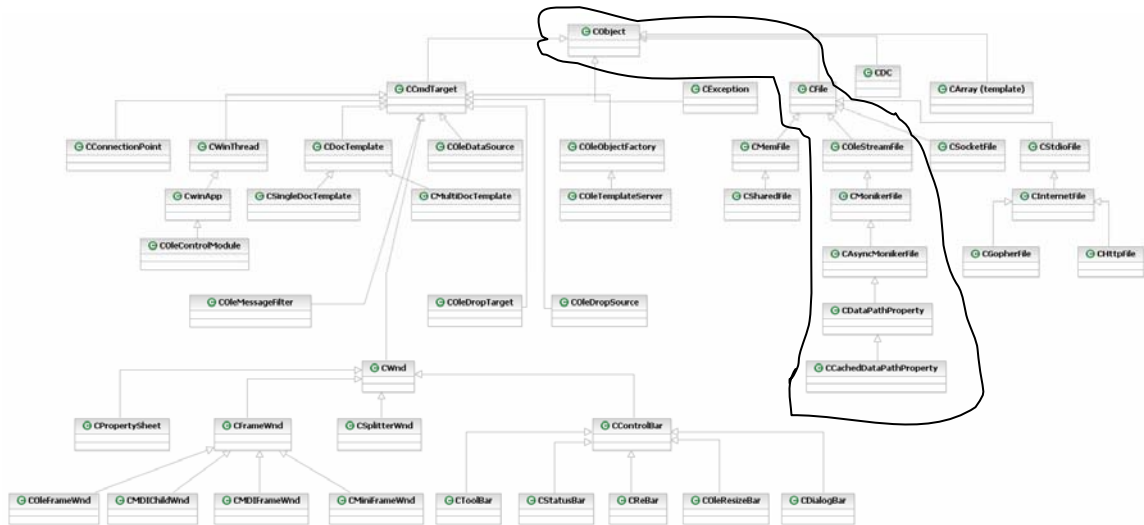 CObject
CCmdTarget
CException
CFile
CDC
CArray (template)
CConnectionPoint
CWinThread
CDocTemplate
COleDataSource
COleObjectFactory
CMemFile
COleStreamFile
CSocketFile
CStdioFile
CwinApp
CSingleDocTemplate
CMultiDocTemplate
COleTemplateServer
CSharedFile
CMonikerFile
CInternetFile
COleControlModule
CAsyncMonikerFile
CGopherFile
CHttpFile
COleMessageFilter
COleDropTarget
COleDropSource
CDataPathProperty
CWnd
CCachedDataPathProperty
CPropertySheet
CFrameWnd
CSplitterWnd
CControlBar
COleFrameWnd
CMDIChildWnd
CMDIFrameWnd
CMiniFrameWnd
CToolBar
CStatusBar
CReBar
COleResizeBar
CDialogBar